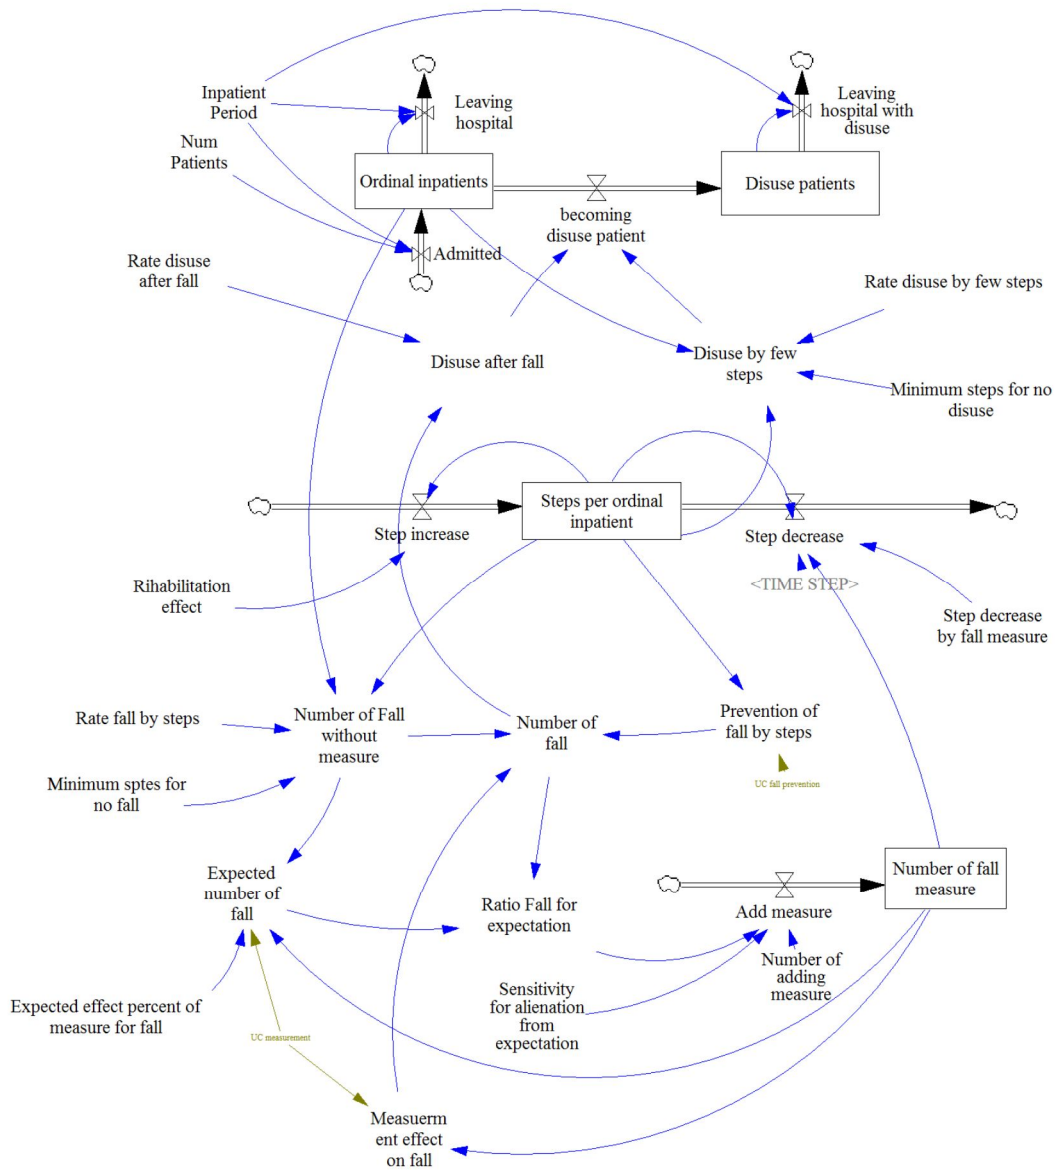 Inpatient
Period
Leaving
hospital
Leaving
hospital with
disuse
Num
Patients
Ordinal inpatients
Disuse patients
becoming
disuse patient
Admitted
Rate disuse
after fall
Rate disuse by few steps
Disuse after fall
Disuse by few
steps
Minimum steps for no
disuse
Steps per ordinal
inpatient
Step increase
Step decrease
<TIME STEP>
Rihabilitation
effect
Step decrease
by fall measure
Rate fall by steps
Number of Fall
without
measure
Number of
fall
Prevention of
fall by steps
Minimum sptes for
no fall
UC fall prevention
Expected
number of
fall
Number of fall
measure
Ratio Fall for
expectation
Add measure
Number of
adding
measure
Sensitivity
for alienation
from
expectation
Expected effect percent of
measure for fall
UC measurement
Measuerm
ent effect
on fall